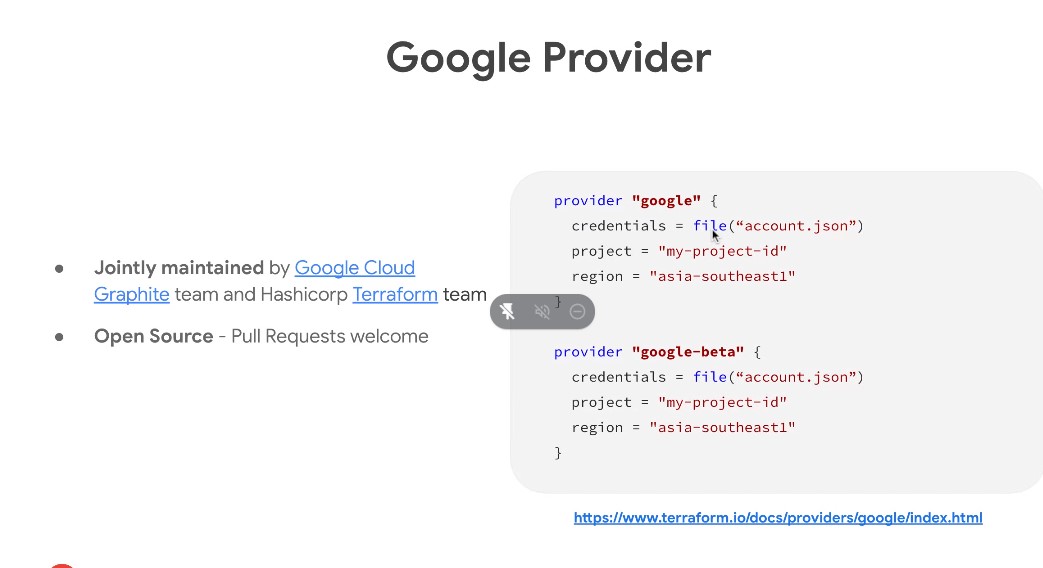 Google Provider
● Jointly maintained by Google Cloud
Graphite team and Hashicorp Terraform team
● Open Source - Pull Requests welcome
provider "google" {
credentials = file(“account.json”)
project = "my-project-id"
region = "asia-southeast1"
}
provider "google-beta" {
credentials = file(“account.json”)
project = "my-project-id"
region = "asia-southeast1"
}
https://www.terraform.io/docs/providers/google/index.html